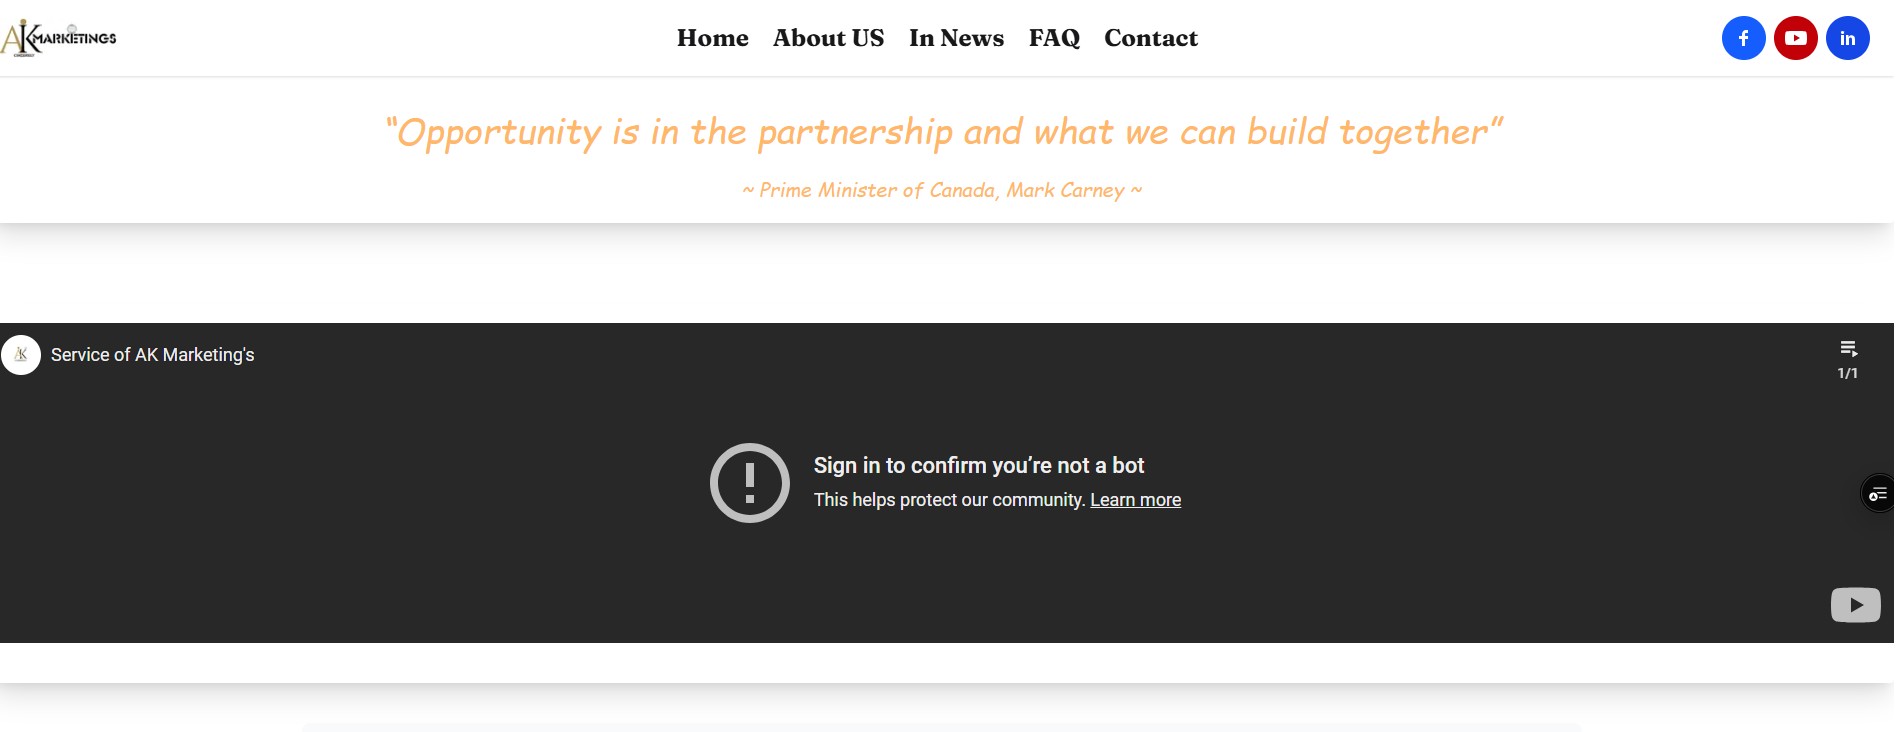 AKMARKETINGS
Home About US In News FAQ Contact
“Opportunity is in the partnership and what we can build together”
~ Prime Minister of Canada, Mark Carney ~
AK Service of AK Marketing's
1/1
Sign in to confirm you’re not a bot
This helps protect our community. Learn more